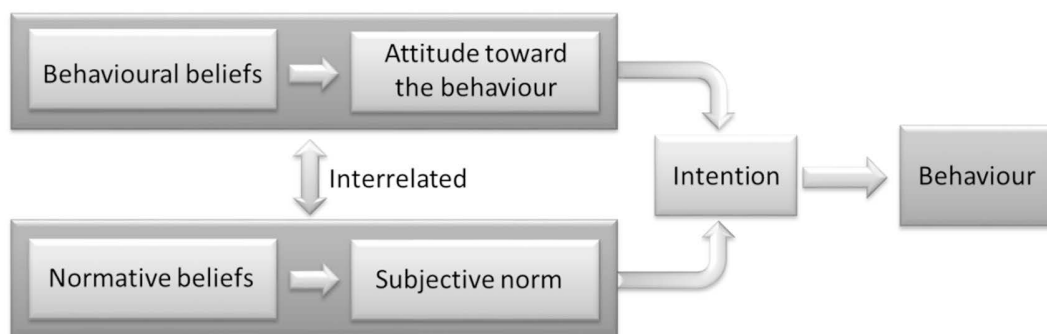 Behavioural beliefs
Attitude toward
the behaviour
Interrelated
Intention
Behaviour
Normative beliefs
Subjective norm